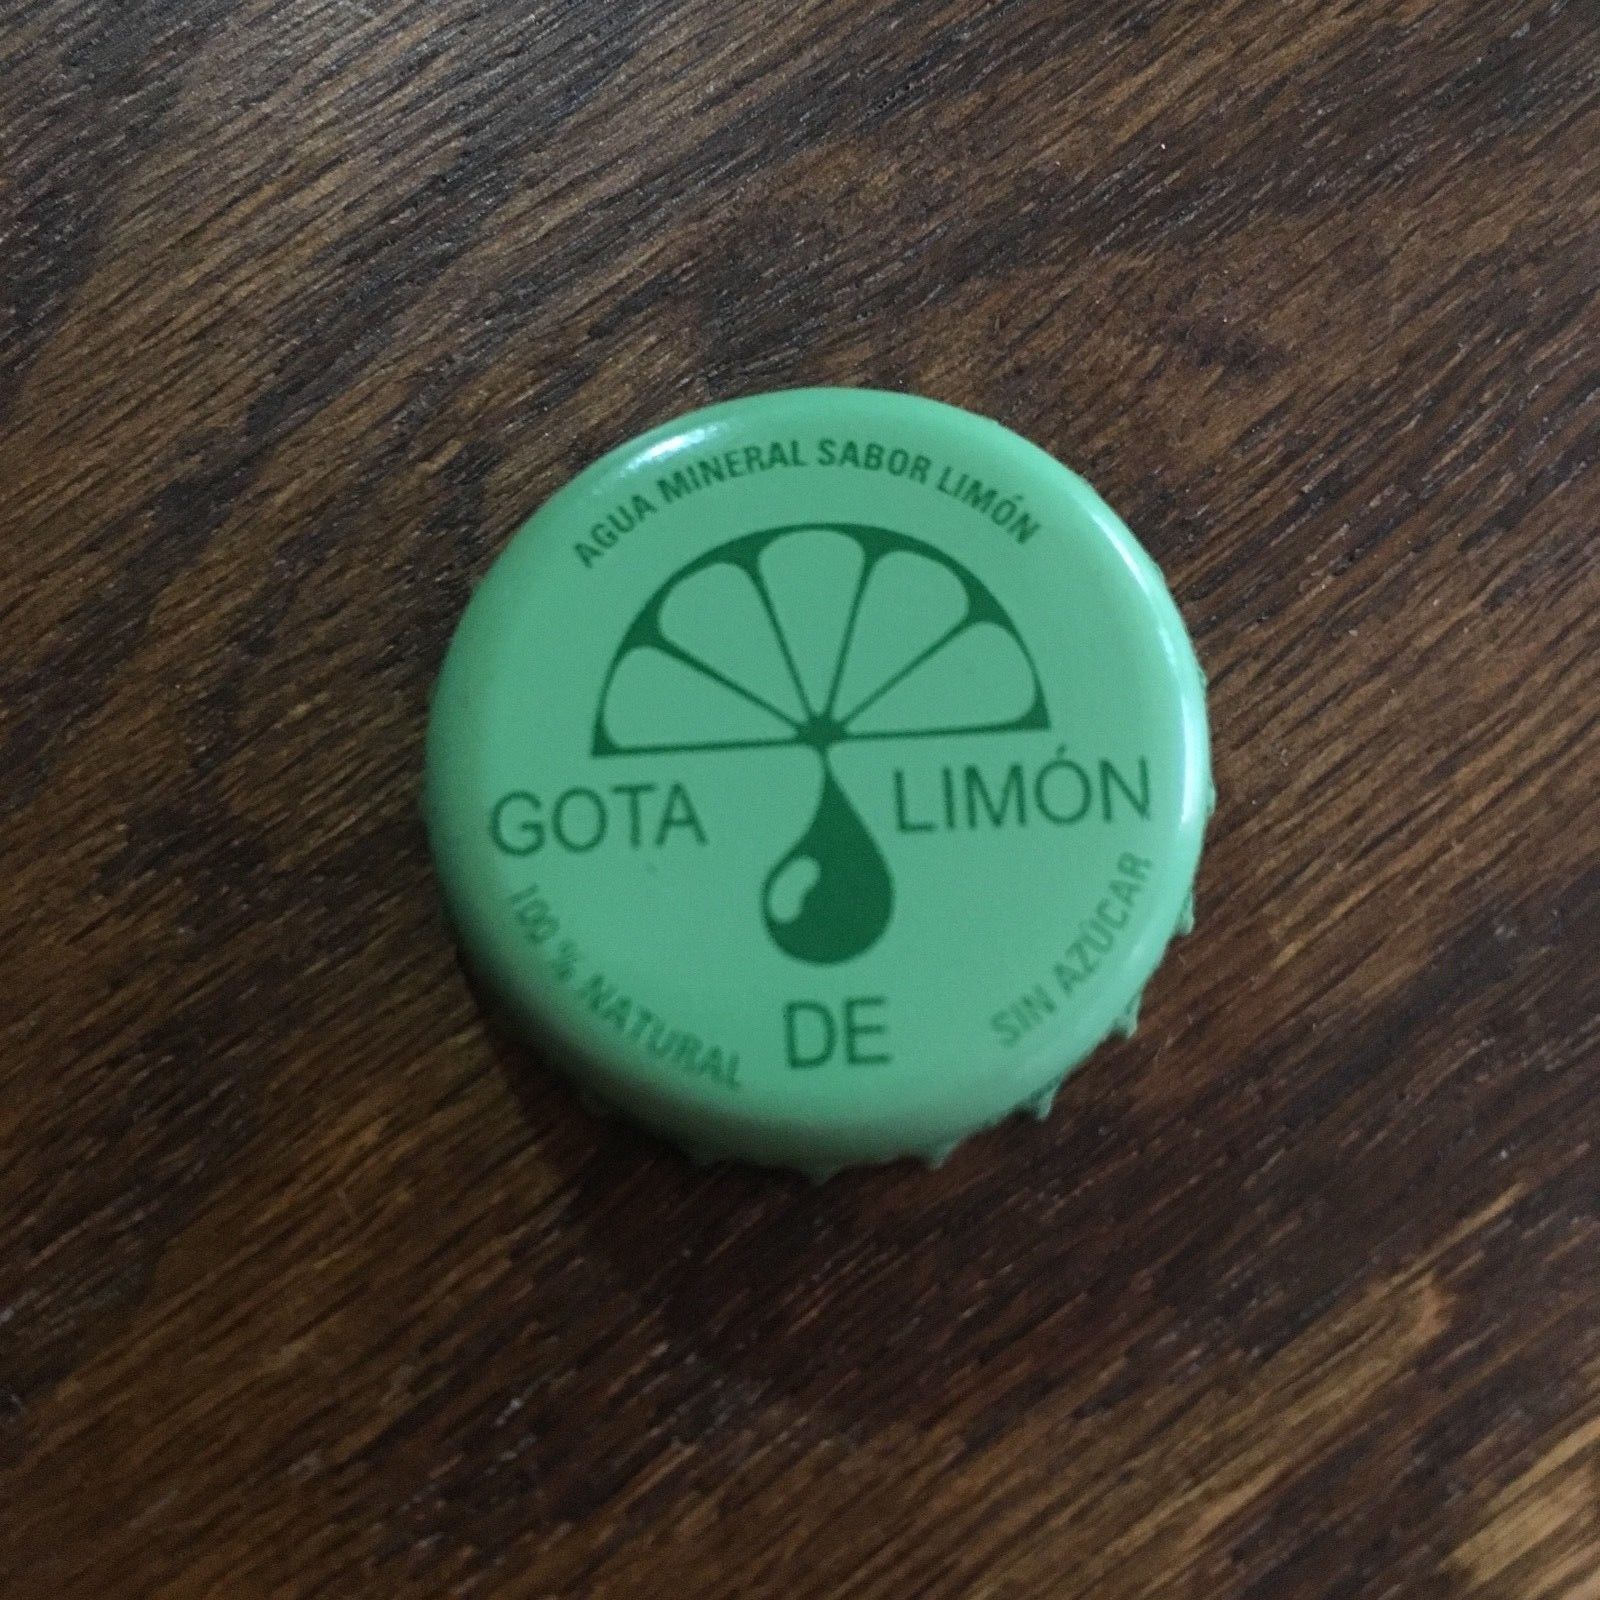 AGUA MINERAL SABOR LIMÓN
GOTA
DE
LIMÓN
100 % NATURAL
SIN AZÚCAR